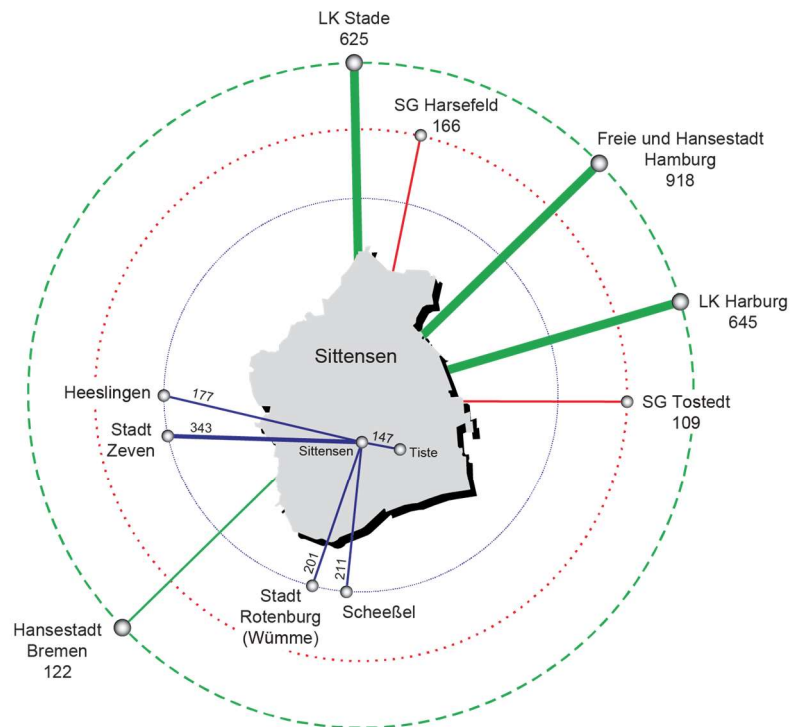 LK Stade
625
SG Harsefeld
166
Freie und Hansestadt
Hamburg
918
LK Harburg
645
Sittensen
Heeslingen
177
SG Tostedt
109
Stadt
Zeven
343
147
Sittensen
Tiste
201
211
Stadt
Rotenburg
(Wümme)
Scheeßel
Hansestadt
Bremen
122